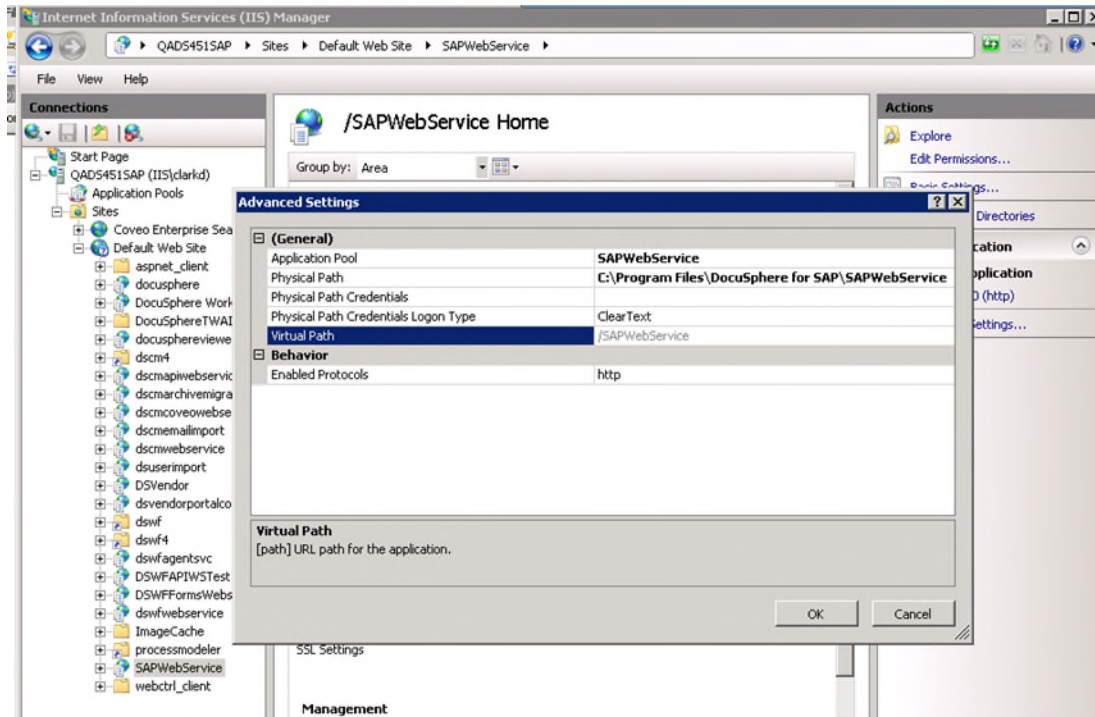 Internet Information Services (IIS) Manager
QADS451SAP Sites Default Web Site SAPWebService
File View Help
Connections
Start Page
QADS451SAP (IIS\clarkd)
Application Pools
Sites
Coveo Enterprise Sea
Default Web Site
aspnet_client
docusphere
DocuSphere Work
DocuSphereTWAI
docusphereviewe
dscm4
dscmapiwebservic
dscmarchivemigra
dscmcoveowebse
dscmemailimport
dscmwebservice
dsuserimport
DSVendor
dsvendorportalco
dswf
dswf4
dswfagentsvc
DSWFAPIWSTest
DSWFFormsWebs
dswfwebservice
ImageCache
processmodeler
SAPWebService
webctrl_client
/SAPWebService Home
Group by: Area
Advanced Settings
(General)
Application Pool SAPWebService
Physical Path C:\Program Files\DocuSphere for SAP\SAPWebService
Physical Path Credentials
Physical Path Credentials Logon Type ClearText
Virtual Path /SAPWebService
Behavior
Enabled Protocols http
Virtual Path
[path] URL path for the application.
OK Cancel
SSL Settings
Management
Actions
Explore
Edit Permissions...
Basic Settings...
Directories
cation
pplication
0 (http)
ettings...